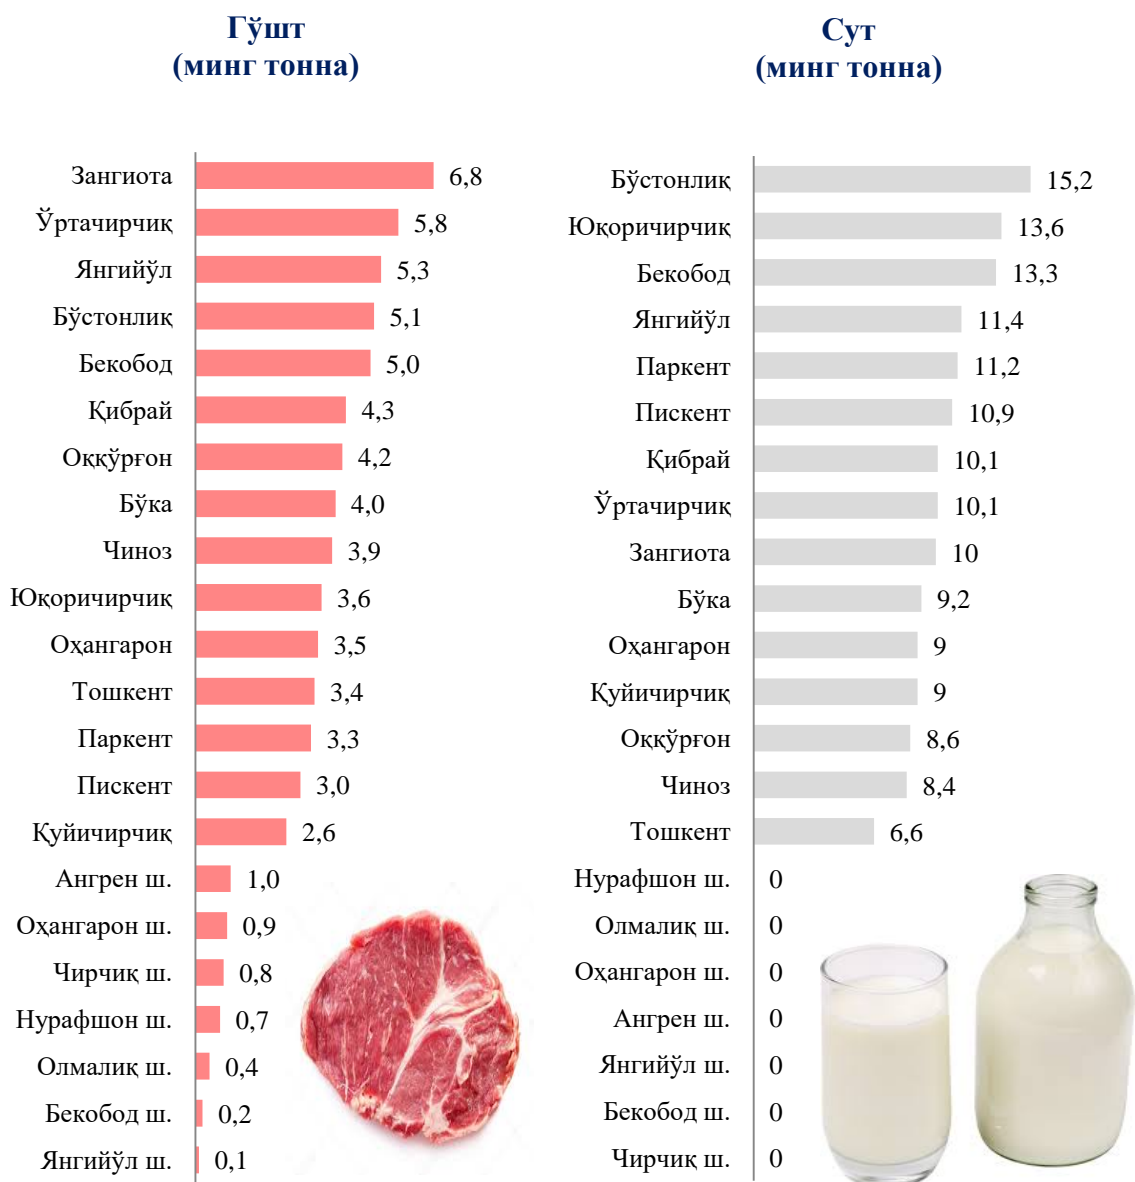 Гўшт
(минг тонна)
Зангиота 6,8
Ўртачирчиқ 5,8
Янгийўл 5,3
Бўстонлиқ 5,1
Бекобод 5,0
Қибрай 4,3
Оққўрғон 4,2
Бўка 4,0
Чиноз 3,9
Юқоричирчиқ 3,6
Оҳангарон 3,5
Тошкент 3,4
Паркент 3,3
Пискент 3,0
Қуйичирчиқ 2,6
Ангрен ш. 1,0
Оҳангарон ш. 0,9
Чирчиқ ш. 0,8
Нурафшон ш. 0,7
Олмалиқ ш. 0,4
Бекобод ш. 0,2
Янгийўл ш. 0,1
Сут
(минг тонна)
Бўстонлиқ 15,2
Юқоричирчиқ 13,6
Бекобод 13,3
Янгийўл 11,4
Паркент 11,2
Пискент 10,9
Қибрай 10,1
Ўртачирчиқ 10,1
Зангиота 10
Бўка 9,2
Оҳангарон 9
Қуйичирчиқ 9
Оққўрғон 8,6
Чиноз 8,4
Тошкент 6,6
Нурафшон ш. 0
Олмалиқ ш. 0
Оҳангарон ш. 0
Ангрен ш. 0
Янгийўл ш. 0
Бекобод ш. 0
Чирчиқ ш. 0